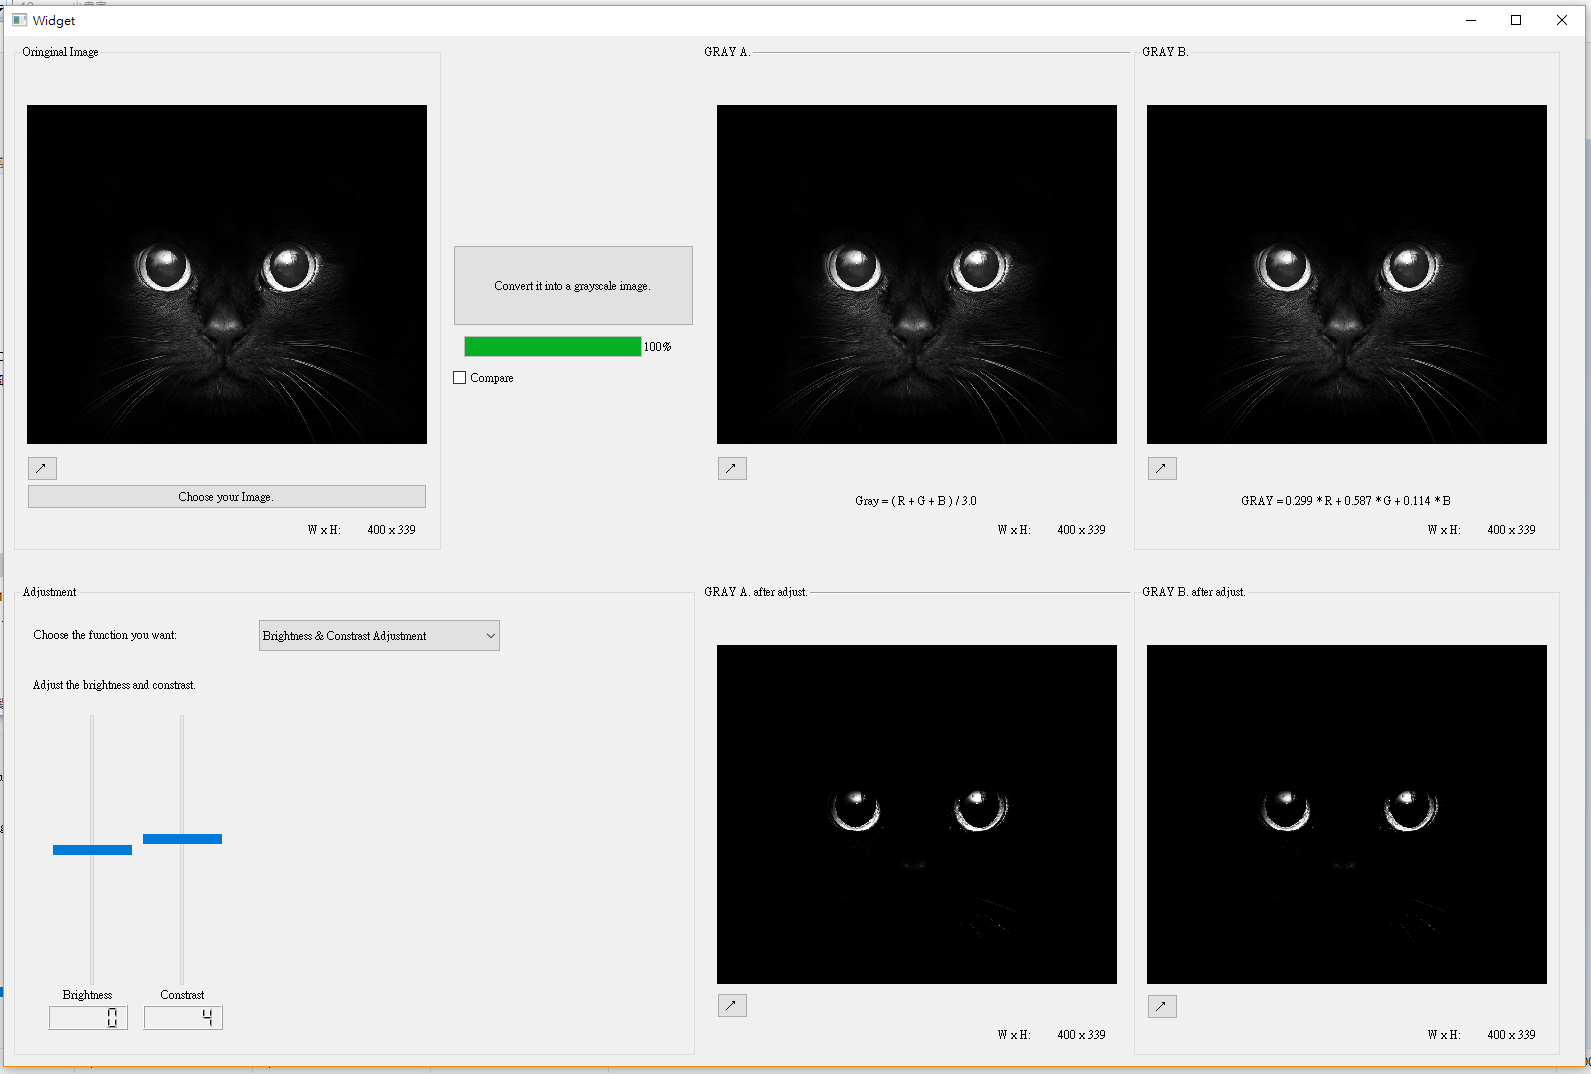 Widget
Oringinal Image
GRAY A.
GRAY B.
Convert it into a grayscale image.
100%
Compare
Choose your Image.
W x H: 400 x 339
Gray = ( R + G + B ) / 3.0
W x H: 400 x 339
GRAY = 0.299 * R + 0.587 * G + 0.114 * B
W x H: 400 x 339
Adjustment
Choose the function you want:
Brightness & Constrast Adjustment
Adjust the brightness and constrast.
Brightness
Constrast
0
4
GRAY A. after adjust.
W x H: 400 x 339
GRAY B. after adjust.
W x H: 400 x 339